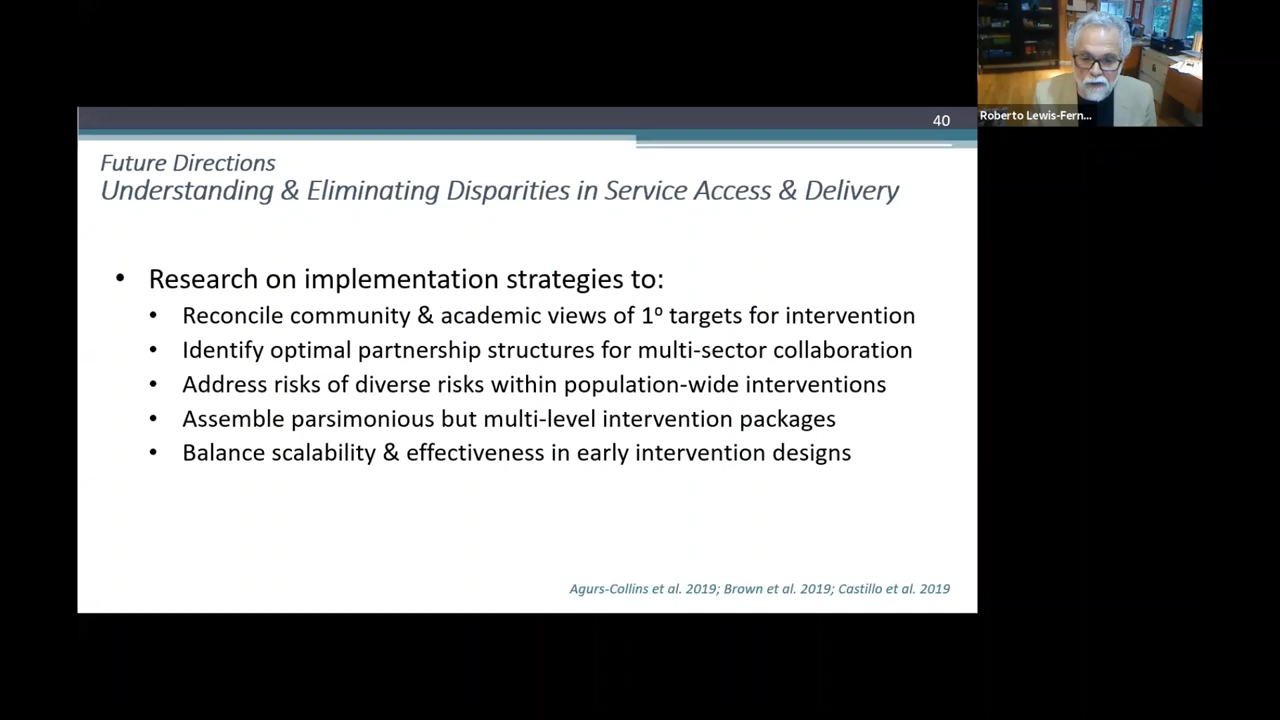 Roberto Lewis-Fern...
40
Future Directions
Understanding & Eliminating Disparities in Service Access & Delivery
• Research on implementation strategies to:
• Reconcile community & academic views of 1º targets for intervention
• Identify optimal partnership structures for multi-sector collaboration
• Address risks of diverse risks within population-wide interventions
• Assemble parsimonious but multi-level intervention packages
• Balance scalability & effectiveness in early intervention designs
Agurs-Collins et al. 2019; Brown et al. 2019; Castillo et al. 2019